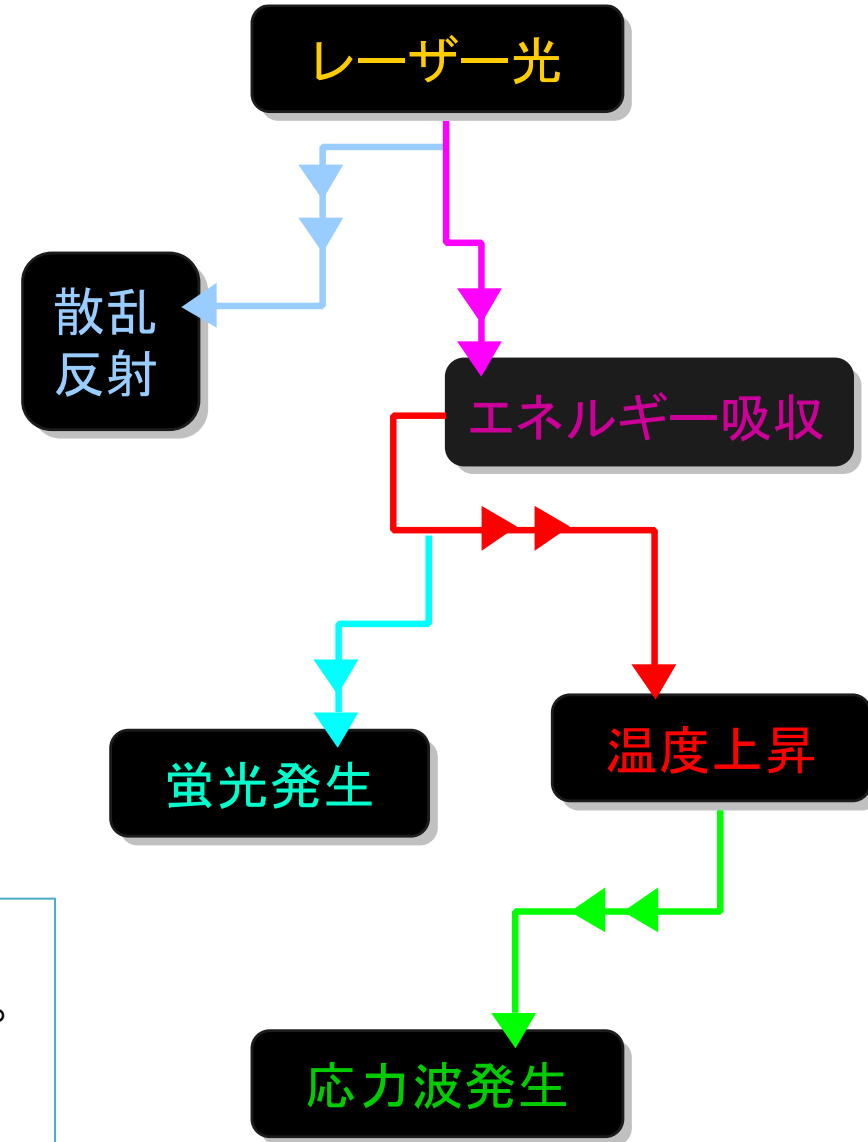 レーザー光
散乱
反射
エネルギー吸収
温度上昇
蛍光発生
。
応力波発生